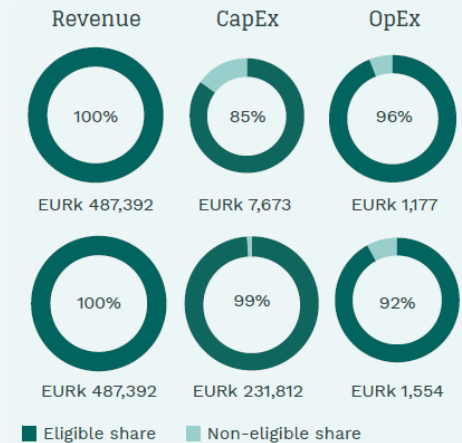 Revenue CapEx OpEx
100% 85% 96%
EURk 487,392 EURk 7,673 EURk 1,177
100% 99% 92%
EURk 487,392 EURk 231,812 EURk 1,554
Eligible share Non-eligible share